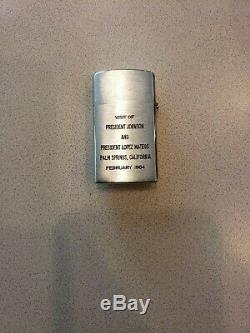 VISIT OF
PRESIDENT JOHNSON
AND
PRESIDENT LOPEZ MATEOS
PALM SPRINGS, CALIFORNIA
FEBRUARY 1964